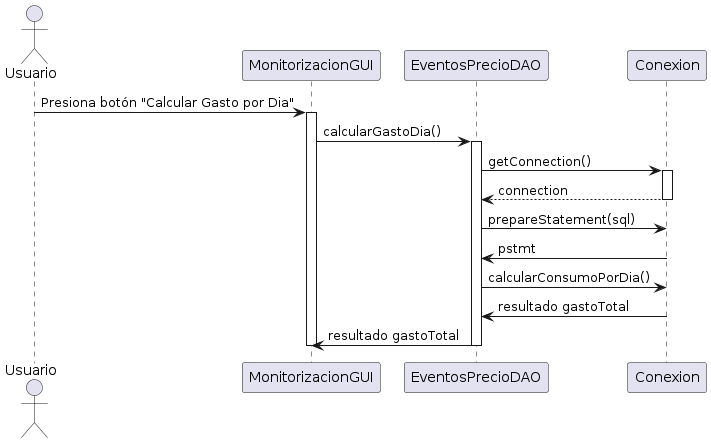 Usuario
MonitorizacionGUI
EventosPrecioDAO
Conexion
Presiona botón "Calcular Gasto por Dia"
calcularGastoDia()
getConnection()
connection
prepareStatement(sql)
pstmt
calcularConsumoPorDia()
resultado gastoTotal
resultado gastoTotal
Usuario
MonitorizacionGUI
EventosPrecioDAO
Conexion